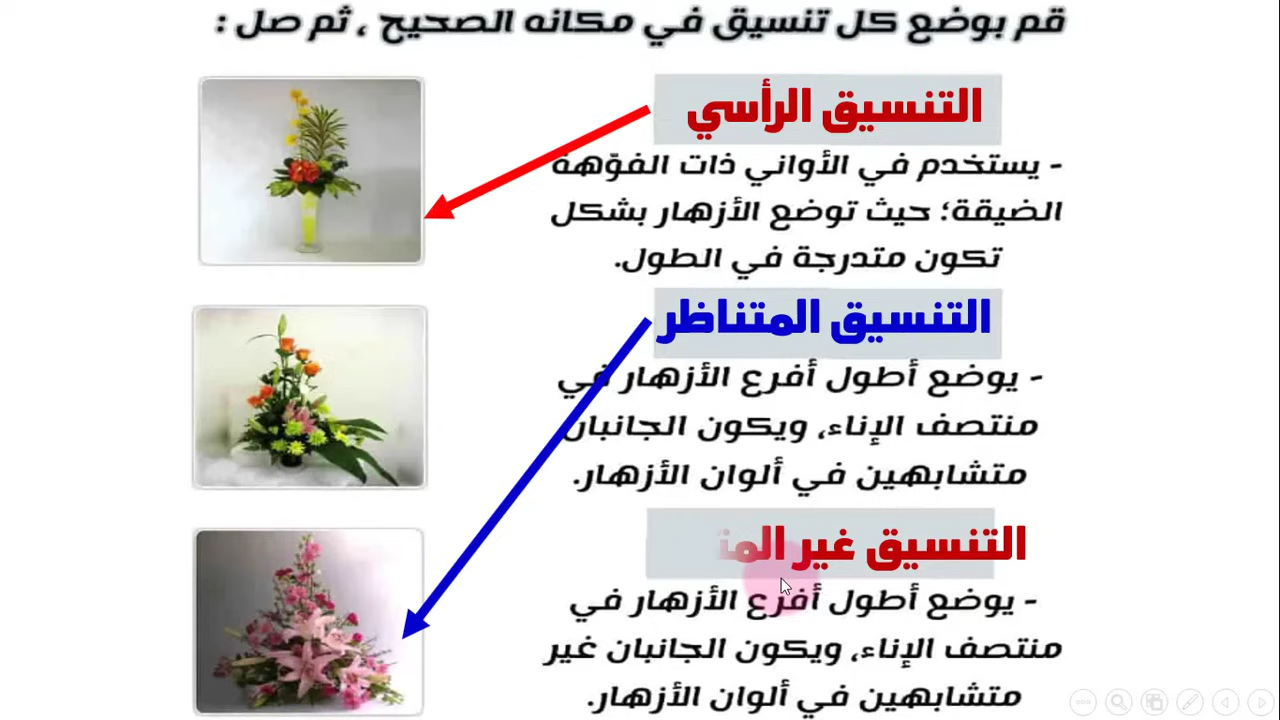 قم بوضع كل تنسيق في مكانه الصحيح ، ثم صل :
التنسيق الرأسي
- يستخدم في الأواني ذات الفوّهة
الضيقة؛ حيث توضع الأزهار بشكل
تكون متدرجة في الطول.
التنسيق المتناظر
- يوضع أطول أفرع الأزهار في
منتصف الإناء، ويكون الجانبان
متشابهين في ألوان الأزهار.
التنسيق غير
- يوضع أطول أفرع الأزهار في
منتصف الإناء، ويكون الجانبان غير
متشابهين في ألوان الأزهار.